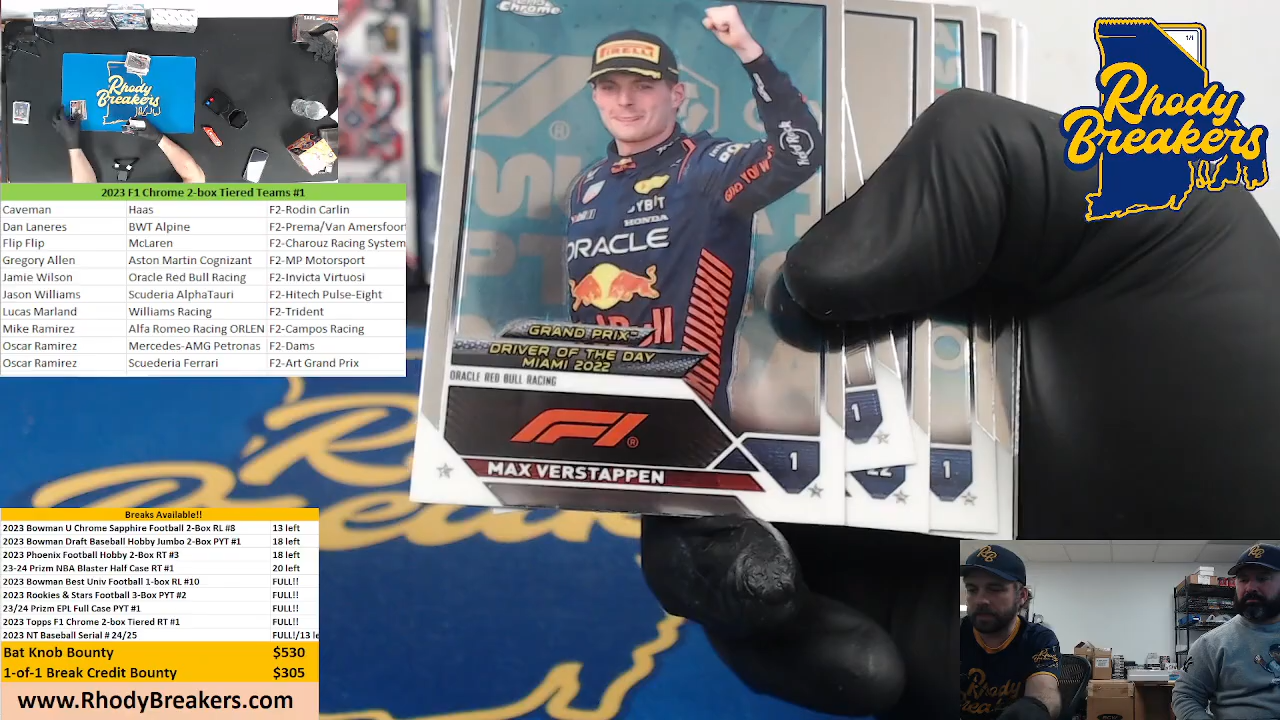 Rhody
Breakers
2023 F1 Chrome 2-box Tiered Teams #1
Caveman Haas F2-Rodin Carlin
Dan Laneres BWT Alpine F2-Prema/Van Amersfoor
Flip Flip McLaren F2-Charouz Racing System
Gregory Allen Aston Martin Cognizant F2-MP Motorsport
Jamie Wilson Oracle Red Bull Racing F2-Invicta Virtuosi
Jason Williams Scuderia AlphaTauri F2-Hitech Pulse-Eight
Lucas Marland Williams Racing F2-Trident
Mike Ramirez Alfa Romeo Racing ORLEN F2-Campos Racing
Oscar Ramirez Mercedes-AMG Petronas F2-Dams
Oscar Ramirez Scuederia Ferrari F2-Art Grand Prix
Chrome
PIRELLI
ORACLE
HONDA
GRAND PRIX
DRIVER OF THE DAY
MIAMI 2022
ORACLE RED BULL RACING
F1
MAX VERSTAPPEN
1
1
22
1
1/1
Rhody
Breakers
Breaks Available!!
2023 Bowman U Chrome Sapphire Football 2-Box RL #8 13 left
2023 Bowman Draft Baseball Hobby Jumbo 2-Box PYT #1 18 left
2023 Phoenix Football Hobby 2-Box RT #3 18 left
23-24 Prizm NBA Blaster Half Case RT #1 20 left
2023 Bowman Best Univ Football 1-box RL #10 FULL!!
2023 Rookies & Stars Football 3-Box PYT #2 FULL!!
23/24 Prizm EPL Full Case PYT #1 FULL!!
2023 Topps F1 Chrome 2-box Tiered RT #1 FULL!!
2023 NT Baseball Serial # 24/25 FULL!/13 le
Bat Knob Bounty $530
1-of-1 Break Credit Bounty $305
www.RhodyBreakers.com